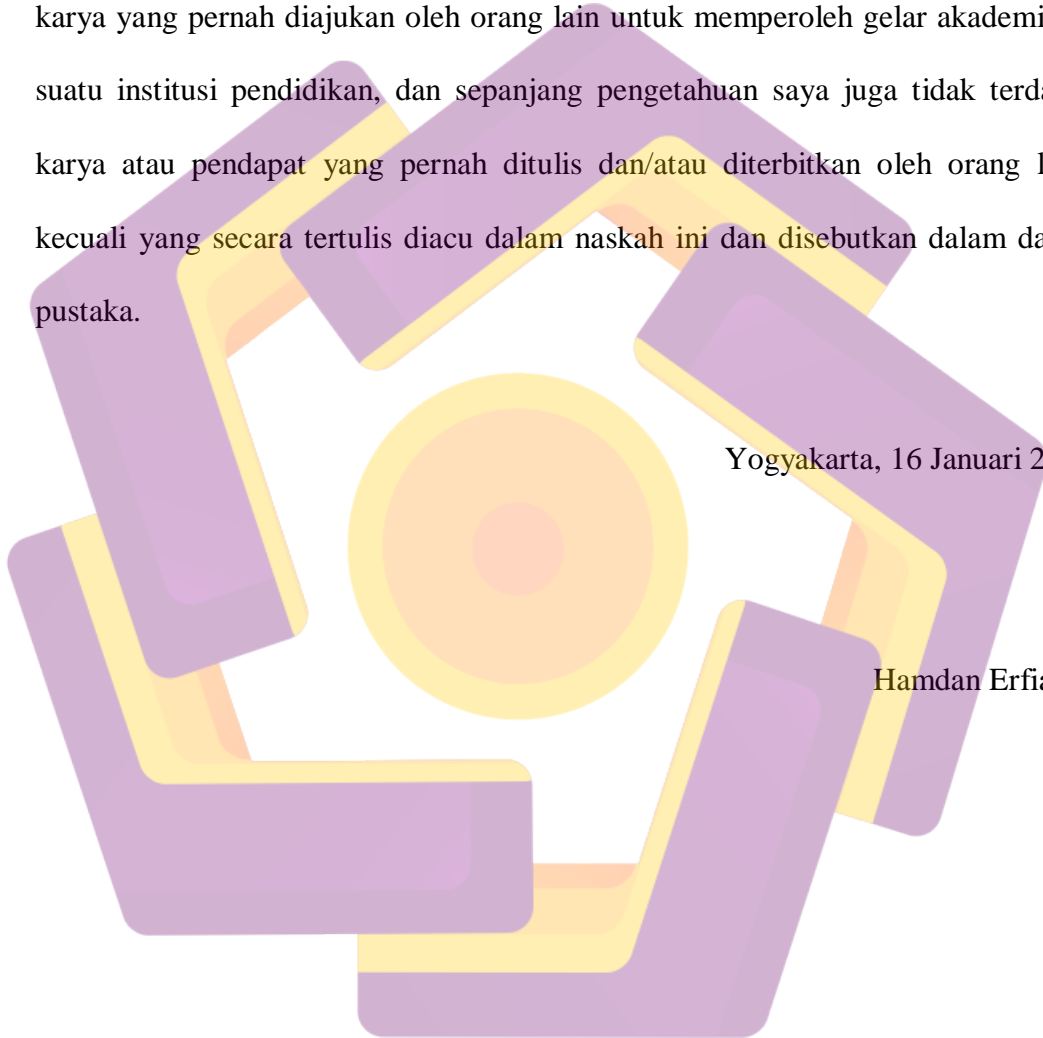 karya yang pernah diajukan oleh orang lain untuk memperoleh gelar akademi
suatu institusi pendidikan, dan sepanjang pengetahuan saya juga tidak terda
karya atau pendapat yang pernah ditulis dan/atau diterbitkan oleh orang l
kecuali yang secara tertulis diacu dalam naskah ini dan disebutkan dalam da
pustaka.
Yogyakarta, 16 Januari 2
Hamdan Erfia